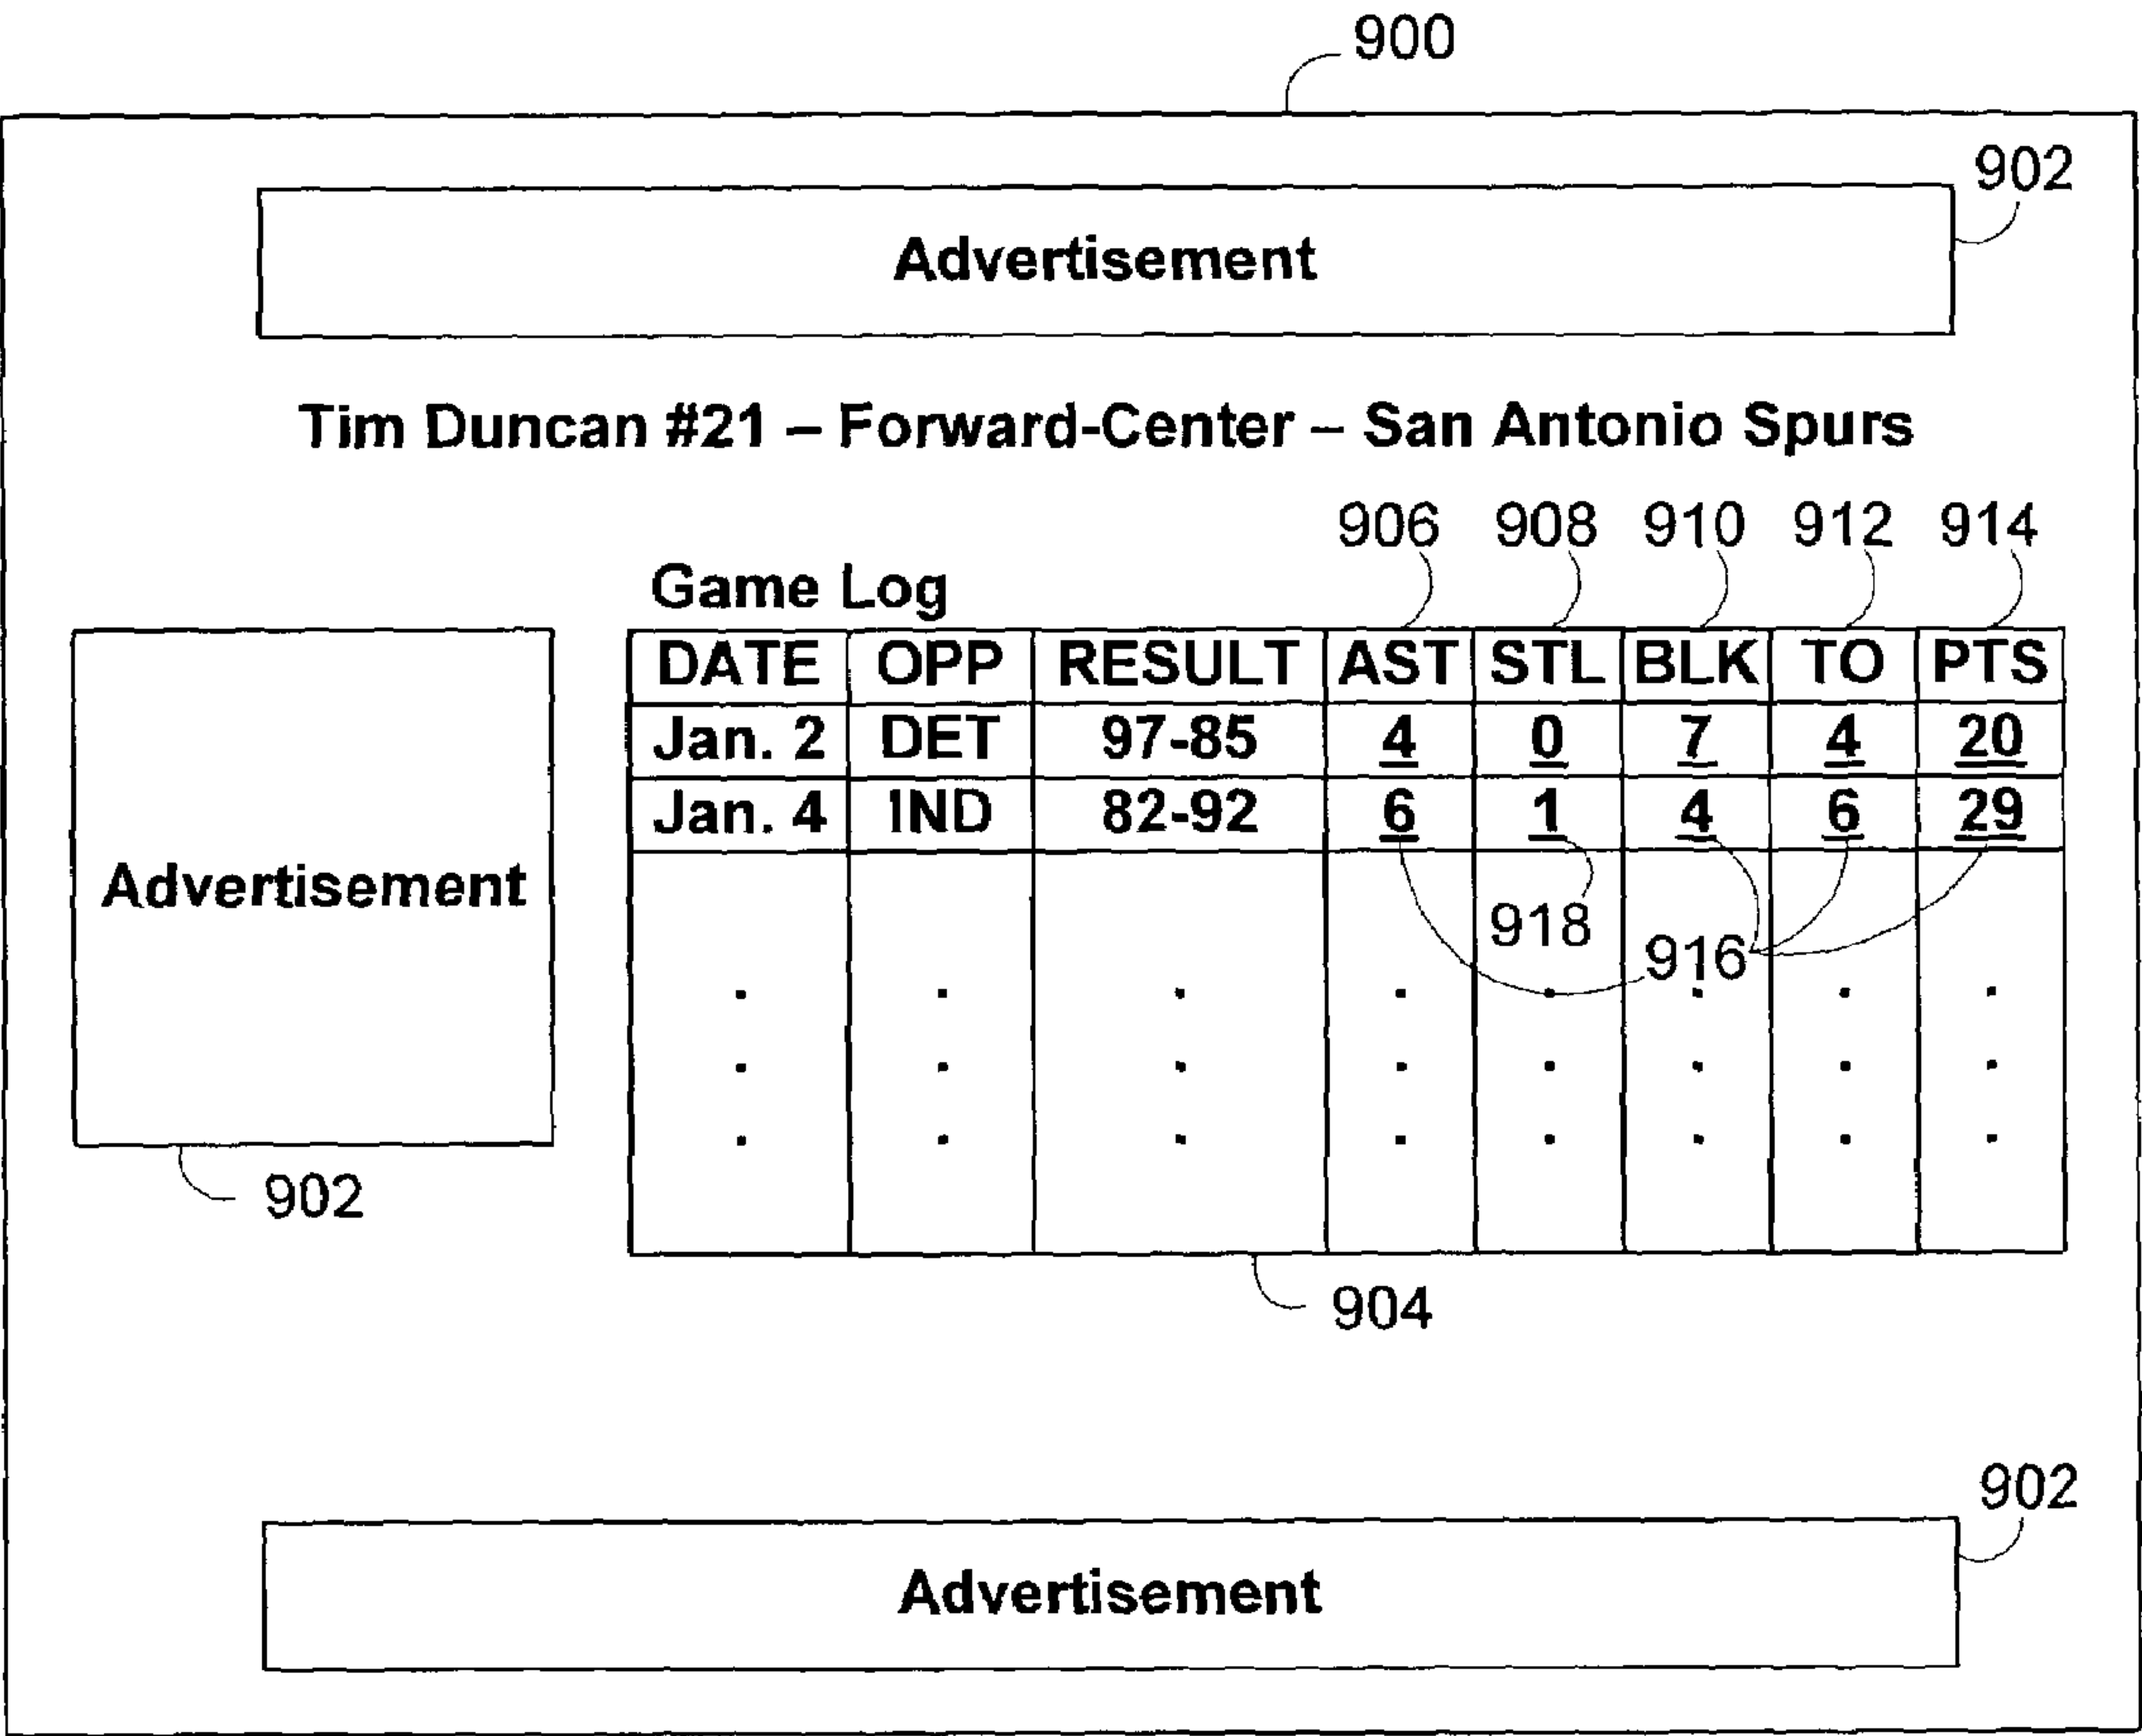 900
902
Advertisement
Tim Duncan #21 – Forward-Center – San Antonio Spurs
906 908 910 912 914
Game Log
DATE OPP RESULT AST STL BLK TO PTS
Jan. 2 DET 97-85 4 0 7 4 20
Jan. 4 IND 82-92 6 1 4 6 29
Advertisement
918
916
902
904
902
Advertisement